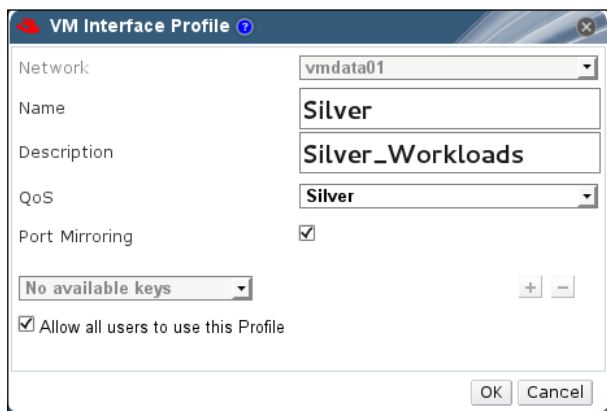 VM Interface Profile ?
Network vmdata01
Name Silver
Description Silver_Workloads
QoS Silver
Port Mirroring
No available keys + −
Allow all users to use this Profile
OK Cancel